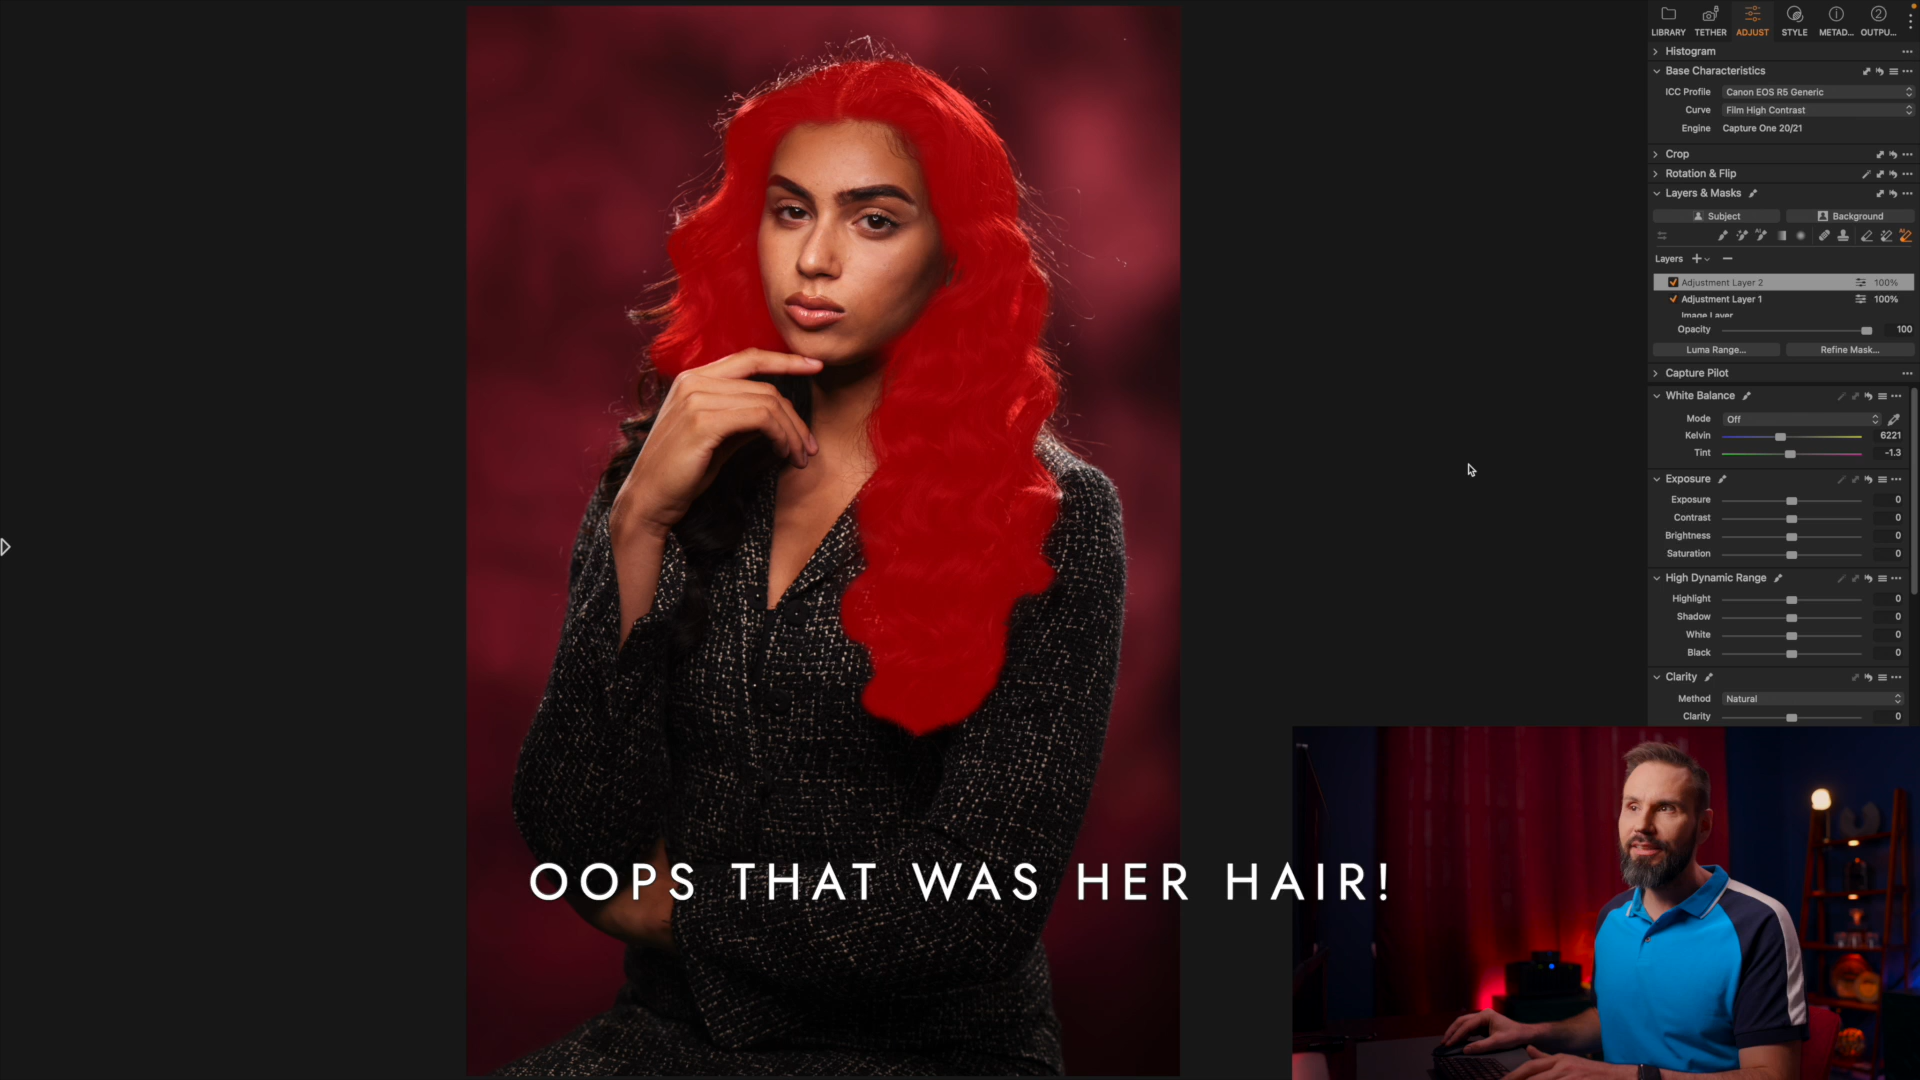 LIBRARY TETHER ADJUST STYLE METAD... OUTPU...
Histogram
Base Characteristics
ICC Profile Canon EOS R5 Generic
Curve Film High Contrast
Engine Capture One 20/21
Crop
Rotation & Flip
Layers & Masks
Subject Background
Layers
Adjustment Layer 2 100%
Adjustment Layer 1 100%
Image Layer
Opacity 100
Luma Range... Refine Mask...
Capture Pilot
White Balance
Mode Off
Kelvin 6221
Tint -1.3
Exposure
Exposure 0
Contrast 0
Brightness 0
Saturation 0
High Dynamic Range
Highlight 0
Shadow 0
White 0
Black 0
Clarity
Method Natural
Clarity 0
OOPS THAT WAS HER HAIR!